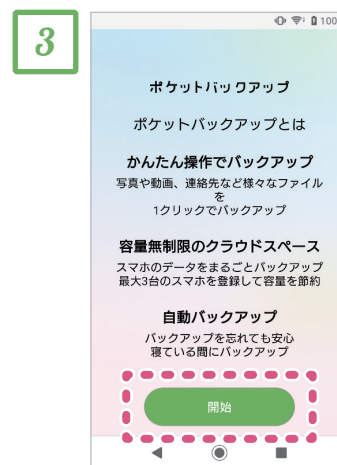 3
100
ポケットバックアップ
ポケットバックアップとは
かんたん操作でバックアップ
写真や動画、連絡先など様々なファイル
を
1クリックでバックアップ
容量無制限のクラウドスペース
スマホのデータをまるごとバックアップ
最大3台のスマホを登録して容量を節約
自動バックアップ
バックアップを忘れても安心
寝ている間にバックアップ
開始